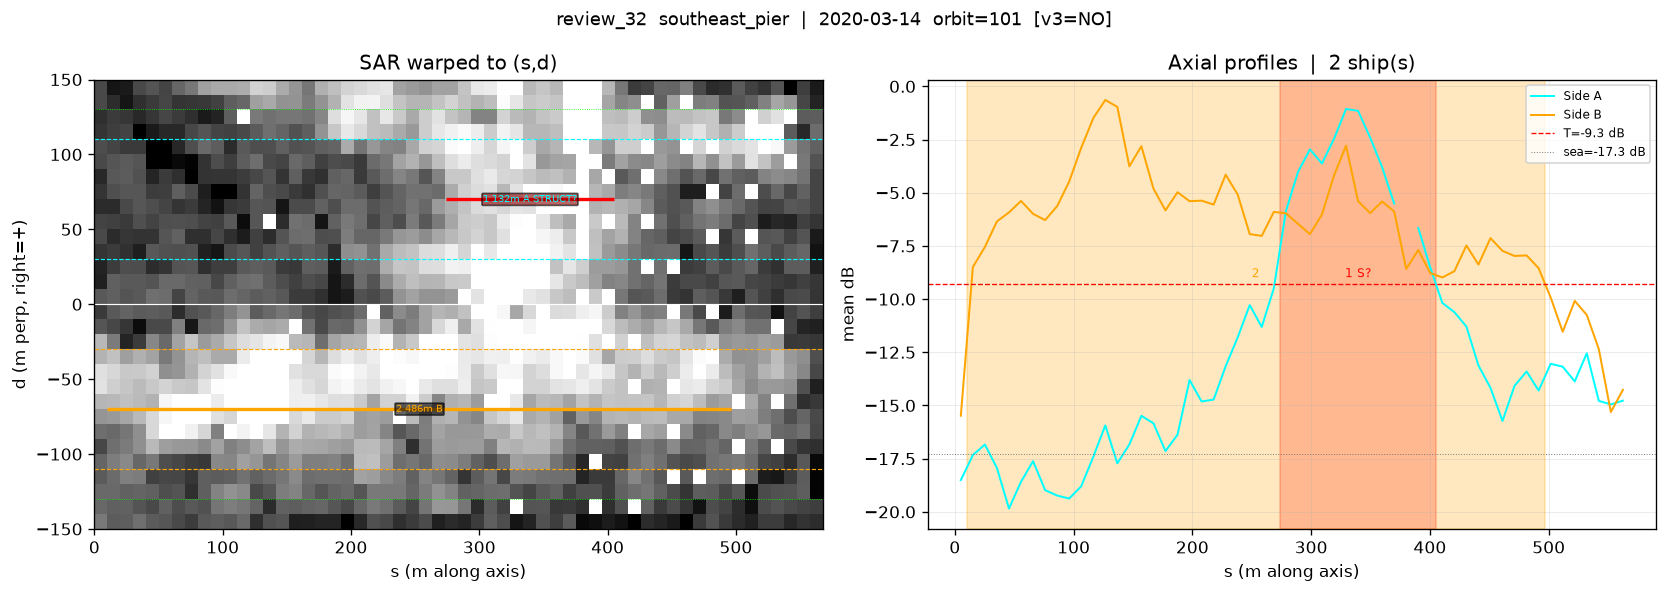 review_32  southeast_pier  |  2020-03-14  orbit=101  [v3=NO]
SAR warped to (s,d)
150
100
50
0
−50
−100
−150
d (m perp, right=+)
1 132m A STRUCT?
2 486m B
0 100 200 300 400 500
s (m along axis)
Axial profiles  |  2 ship(s)
0.0
−2.5
−5.0
−7.5
−10.0
−12.5
−15.0
−17.5
−20.0
mean dB
Side A
Side B
T=-9.3 dB
sea=-17.3 dB
2
1 S?
0 100 200 300 400 500
s (m along axis)